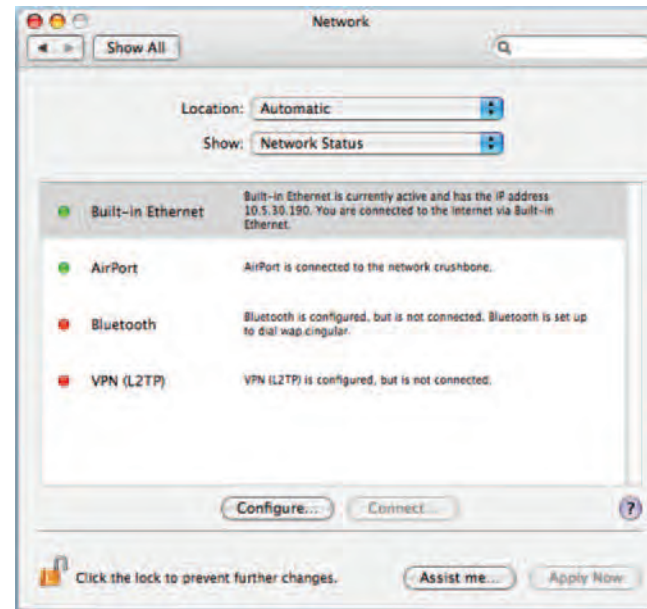 Network
Show All
Location: Automatic
Show: Network Status
Built-in Ethernet
Built-in Ethernet is currently active and has the IP address
10.5.30.190. You are connected to the Internet via Built-in
Ethernet.
AirPort
AirPort is connected to the network crushbone.
Bluetooth
Bluetooth is configured, but is not connected. Bluetooth is set up
to dial wap.cingular.
VPN (L2TP)
VPN (L2TP) is configured, but is not connected.
Configure... Connect... ?
Click the lock to prevent further changes. Assist me... Apply Now